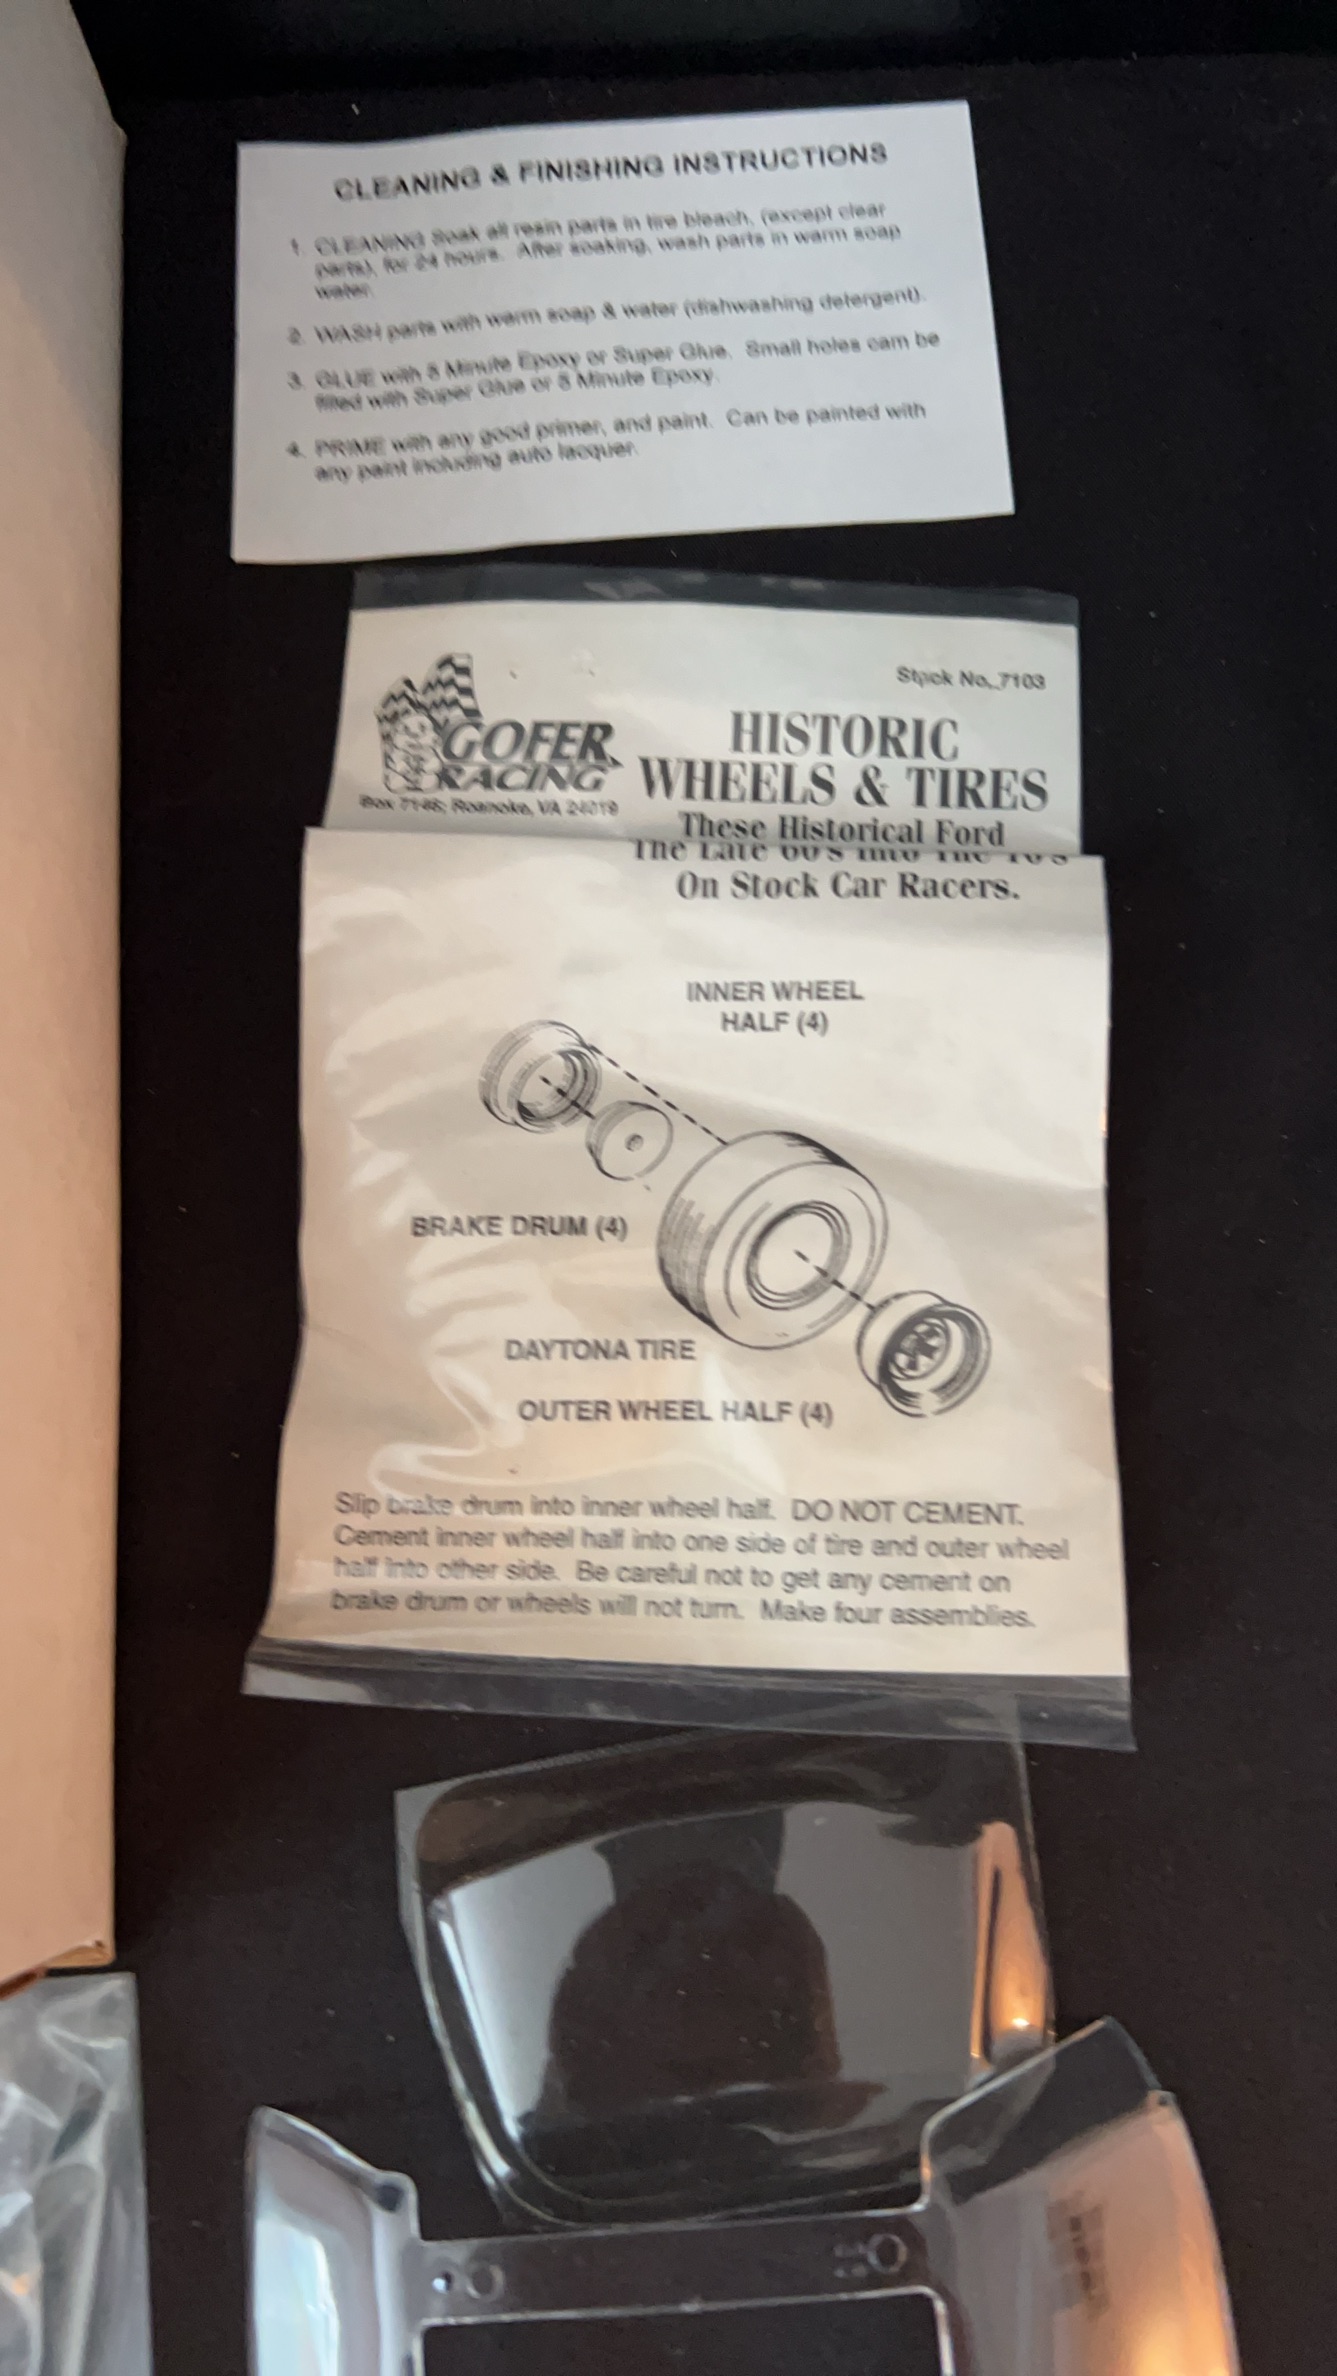 CLEANING & FINISHING INSTRUCTIONS
1. CLEANING Soak all resin parts in tire bleach, (except clear
parts), for 24 hours. After soaking, wash parts in warm soap
water.
2. WASH parts with warm soap & water (dishwashing detergent).
3. GLUE with 5 Minute Epoxy or Super Glue. Small holes cam be
filled with Super Glue or 5 Minute Epoxy.
4. PRIME with any good primer, and paint. Can be painted with
any paint including auto lacquer.
Stock No. 7103
GOFER
RACING
Roanoke, VA 24019
HISTORIC
WHEELS & TIRES
These Historical Ford
The Late 60's Into The 70's
On Stock Car Racers.
INNER WHEEL
HALF (4)
BRAKE DRUM (4)
DAYTONA TIRE
OUTER WHEEL HALF (4)
Slip brake drum into inner wheel half. DO NOT CEMENT.
Cement inner wheel half into one side of tire and outer wheel
half into other side. Be careful not to get any cement on
brake drum or wheels will not turn. Make four assemblies.